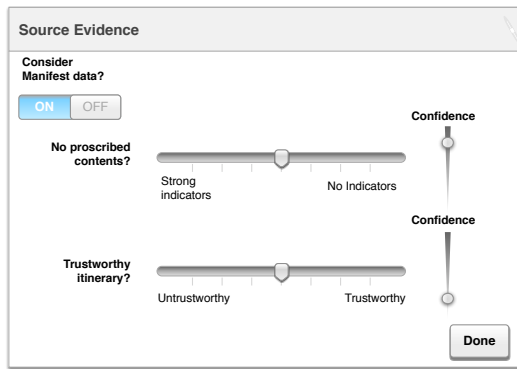 Source Evidence
Consider
Manifest data?
ON OFF
Confidence
No proscribed
contents?
Strong
indicators
No Indicators
Confidence
Trustworthy
itinerary?
Untrustworthy Trustworthy
Done